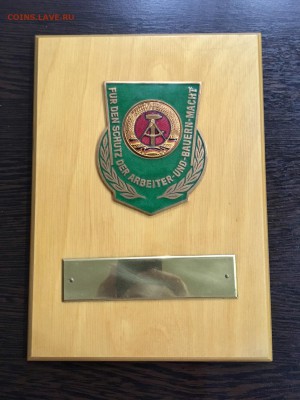 COINS.LAVE.RU
FÜR DEN SCHUTZ DER ARBEITER-UND-BAUERN-MACHT